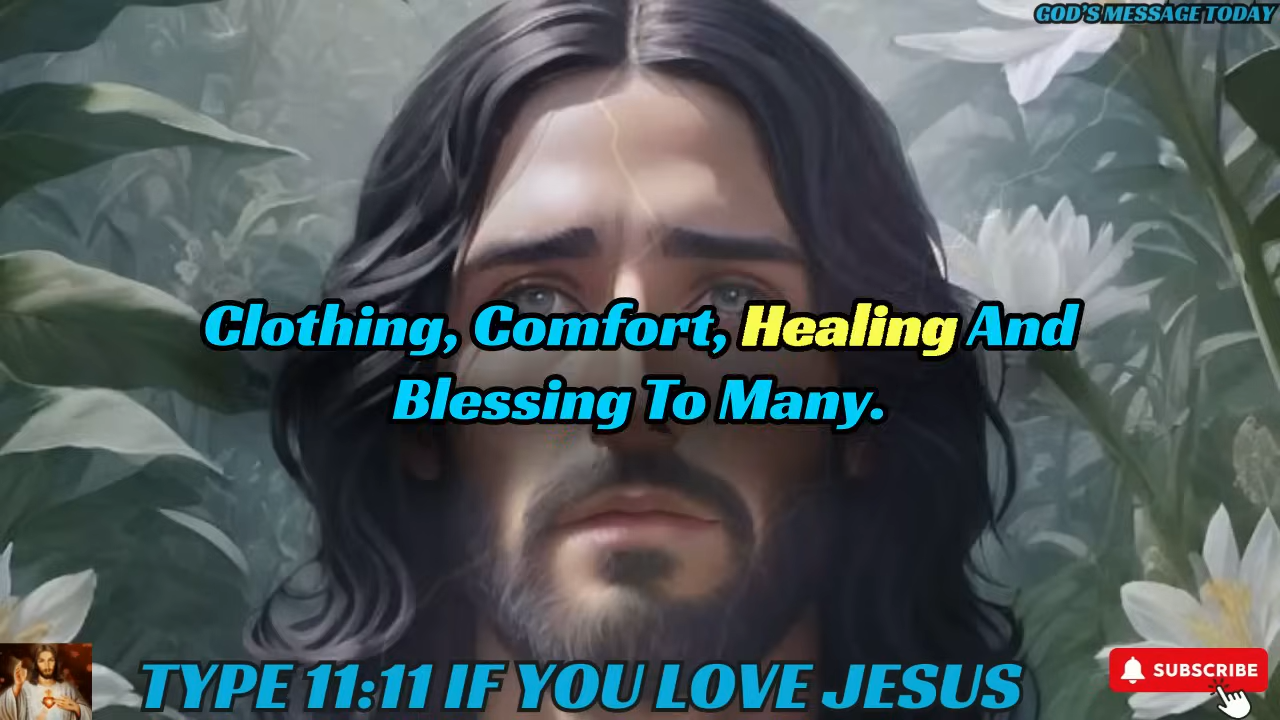 GOD'S MESSAGE TODAY
Clothing, Comfort, Healing And
Blessing To Many.
TYPE 11:11 IF YOU LOVE JESUS
SUBSCRIBE